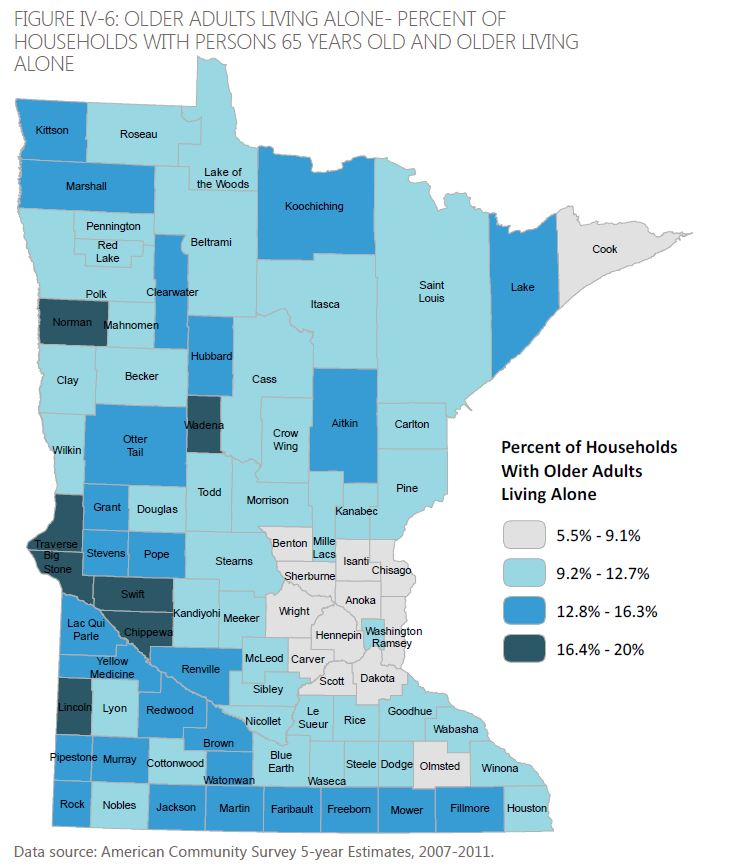 FIGURE IV-6: OLDER ADULTS LIVING ALONE- PERCENT OF
HOUSEHOLDS WITH PERSONS 65 YEARS OLD AND OLDER LIVING
ALONE
Kittson
Roseau
Lake of
the Woods
Marshall
Koochiching
Pennington
Red
Lake
Beltrami
Cook
Polk
Clearwater
Itasca
Saint
Louis
Lake
Norman
Mahnomen
Hubbard
Cass
Clay
Becker
Wadena
Aitkin
Crow
Wing
Carlton
Wilkin
Otter
Tail
Todd
Morrison
Mille
Lacs
Kanabec
Pine
Grant
Douglas
Traverse
Big
Stone
Stevens
Pope
Stearns
Benton
Isanti
Chisago
Sherburne
Swift
Kandiyohi
Meeker
Wright
Anoka
Lac Qui
Parle
Chippewa
Hennepin
Washington
Ramsey
Yellow
Medicine
Renville
McLeod
Carver
Scott
Dakota
Sibley
Lincoln
Lyon
Redwood
Nicollet
Le
Sueur
Rice
Goodhue
Wabasha
Brown
Pipestone
Murray
Cottonwood
Watonwan
Blue
Earth
Waseca
Steele
Dodge
Olmsted
Winona
Rock
Nobles
Jackson
Martin
Faribault
Freeborn
Mower
Fillmore
Houston
Percent of Households
With Older Adults
Living Alone
5.5% - 9.1%
9.2% - 12.7%
12.8% - 16.3%
16.4% - 20%
Data source: American Community Survey 5-year Estimates, 2007-2011.